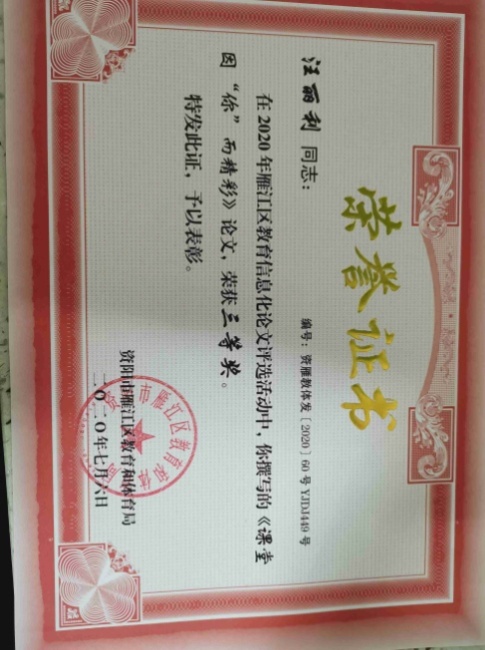 荣誉证书
编号：资雁教体发〔2020〕60号YJDJ449号
汪丽利 同志：
在2020年雁江区教育信息化论文评选活动中，你撰写的《课堂
因“你”而精彩》论文，荣获三等奖。
特发此证，予以表彰。
资阳市雁江区教育和体育局
二〇二〇年七月六日